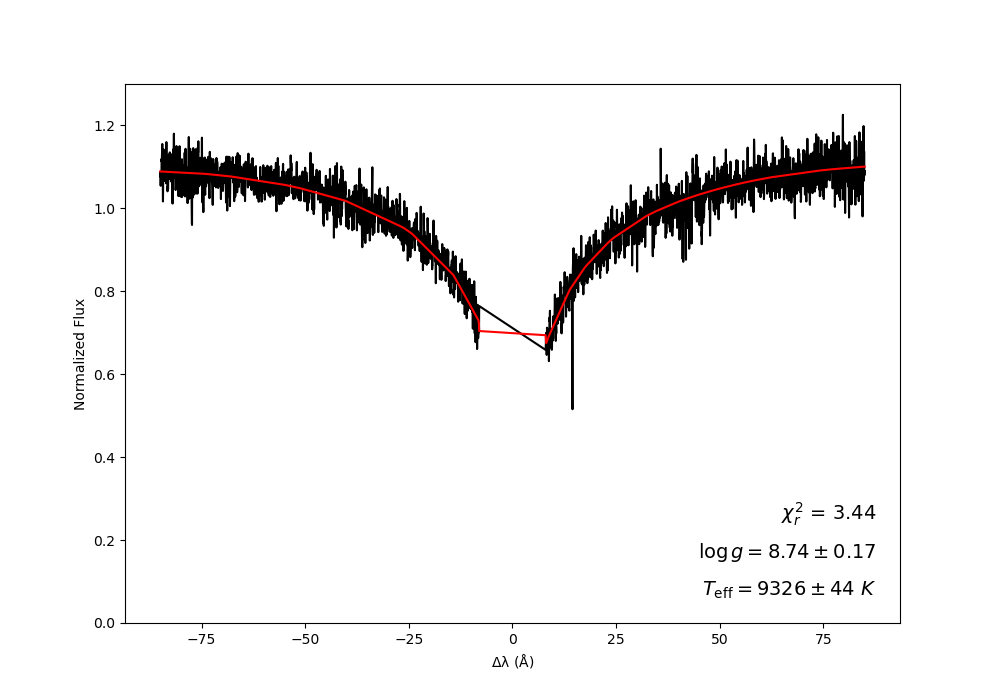 Normalized Flux
1.2
1.0
0.8
0.6
0.4
0.2
0.0
−75 −50 −25 0 25 50 75
Δλ (Å)
χ²ᵣ = 3.44
log g = 8.74 ± 0.17
T_eff = 9326 ± 44 K